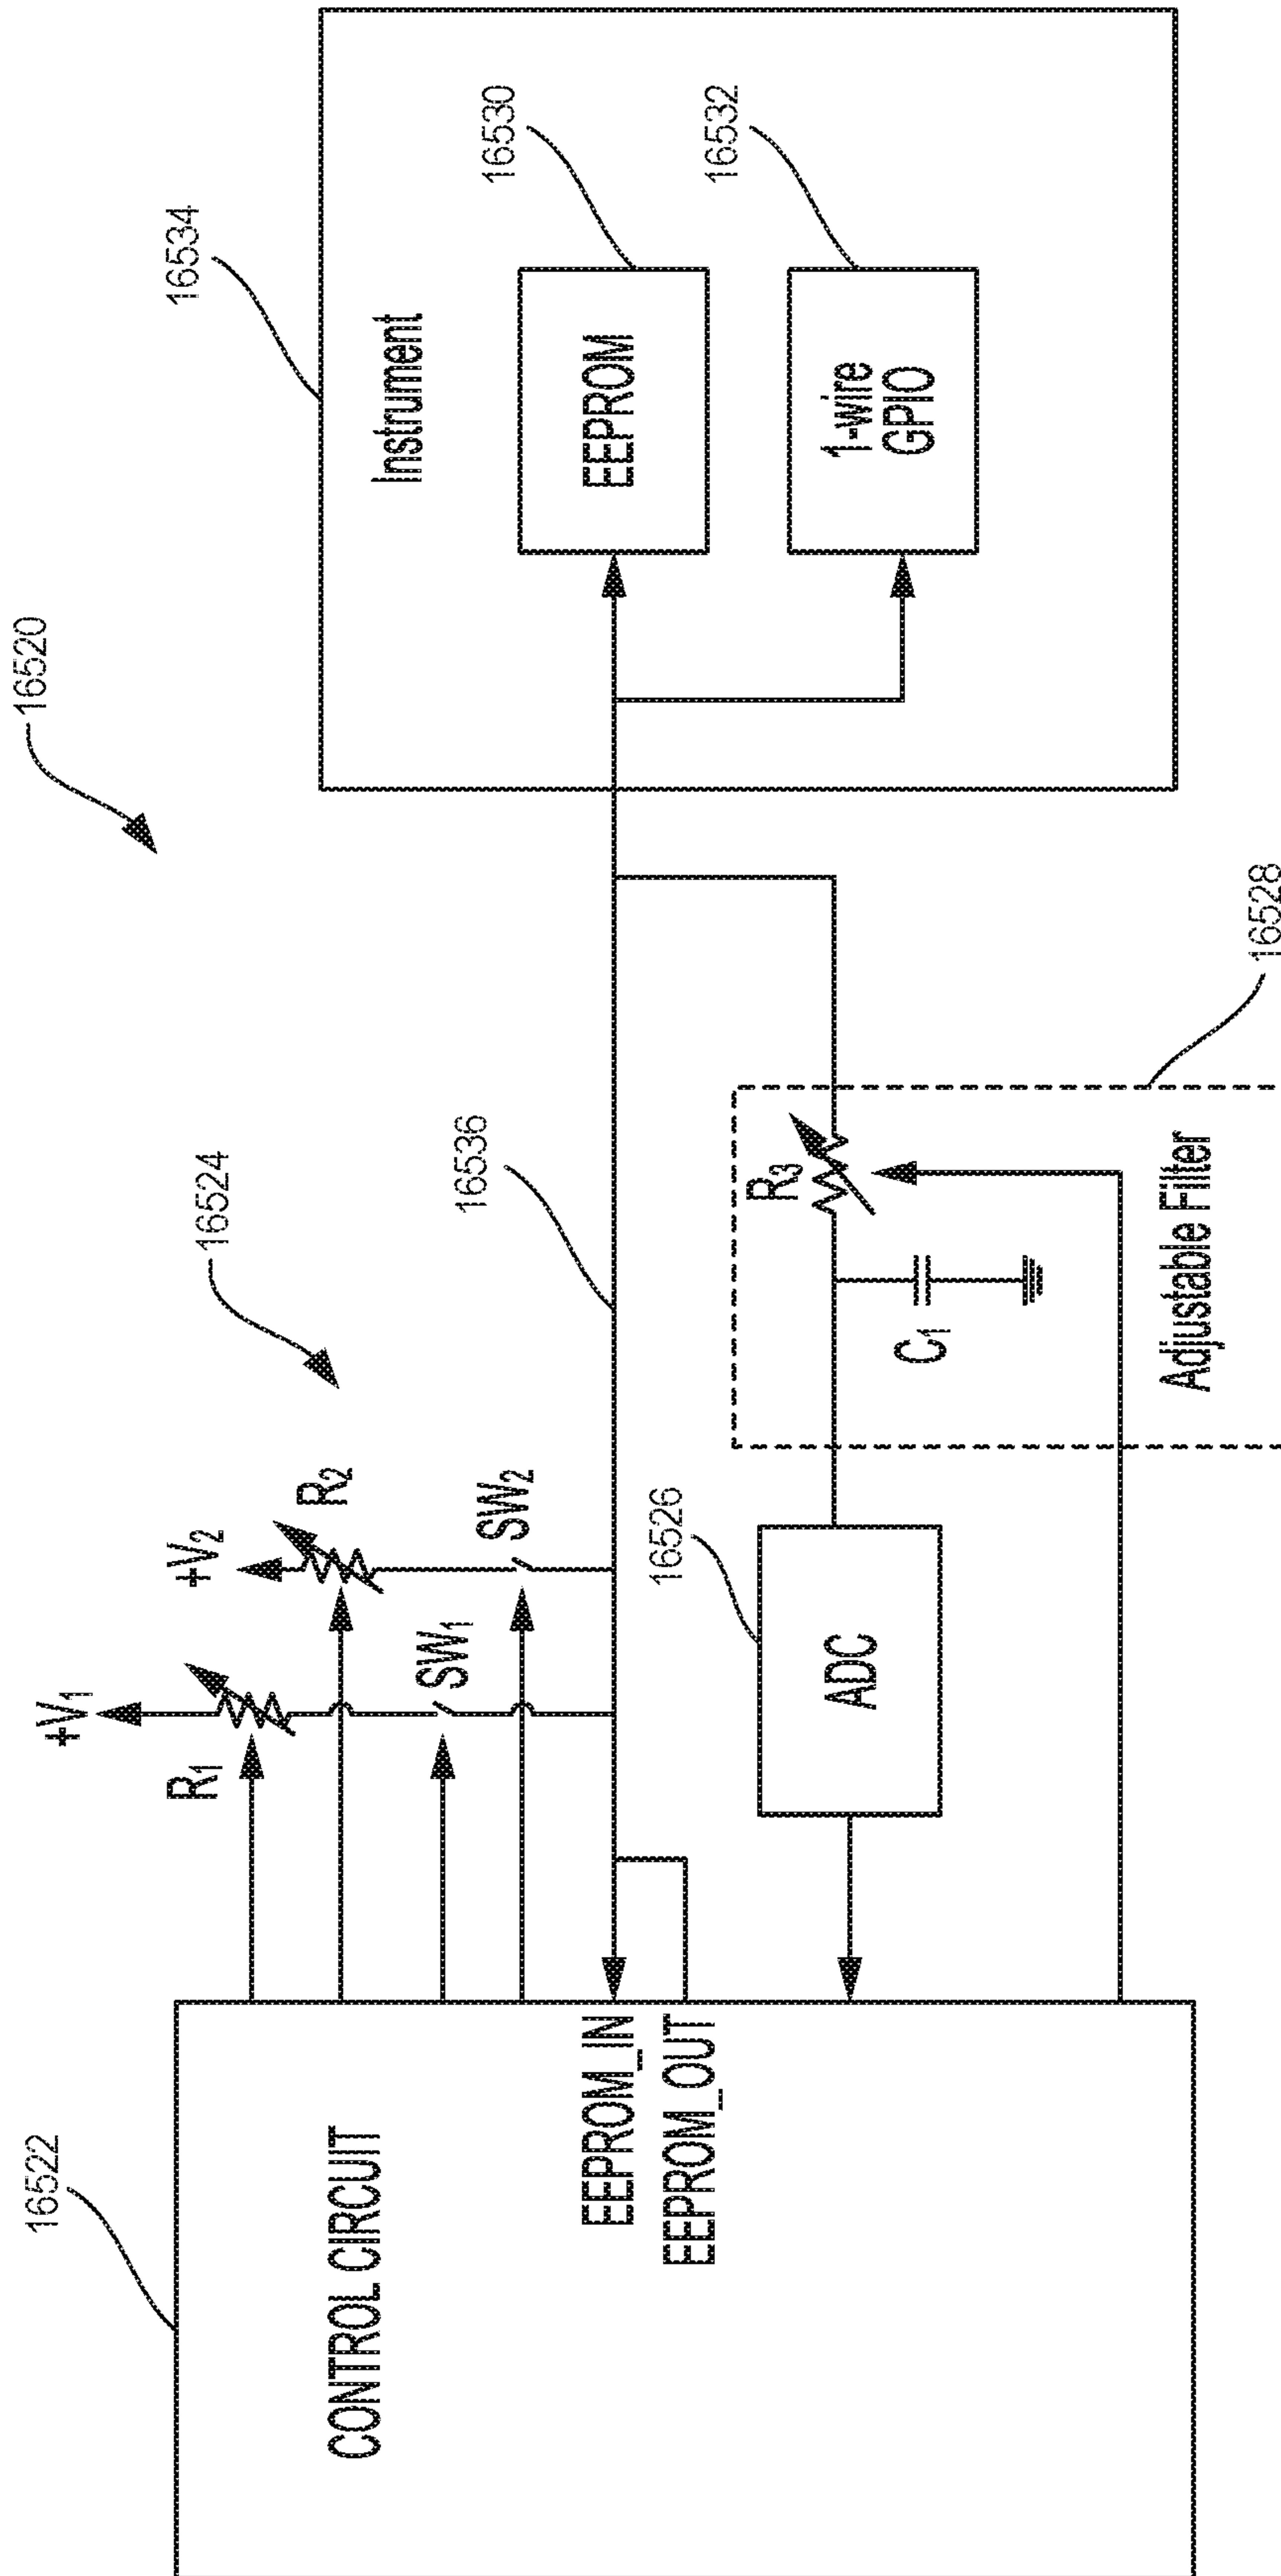 16520
16522
CONTROL CIRCUIT
EEPROM_IN
EEPROM_OUT
+V1
R1
+V2
R2
SW1
SW2
16524
16536
16526
ADC
R3
C1
Adjustable Filter
16528
16534
Instrument
EEPROM
16530
1-wire
GPIO
16532